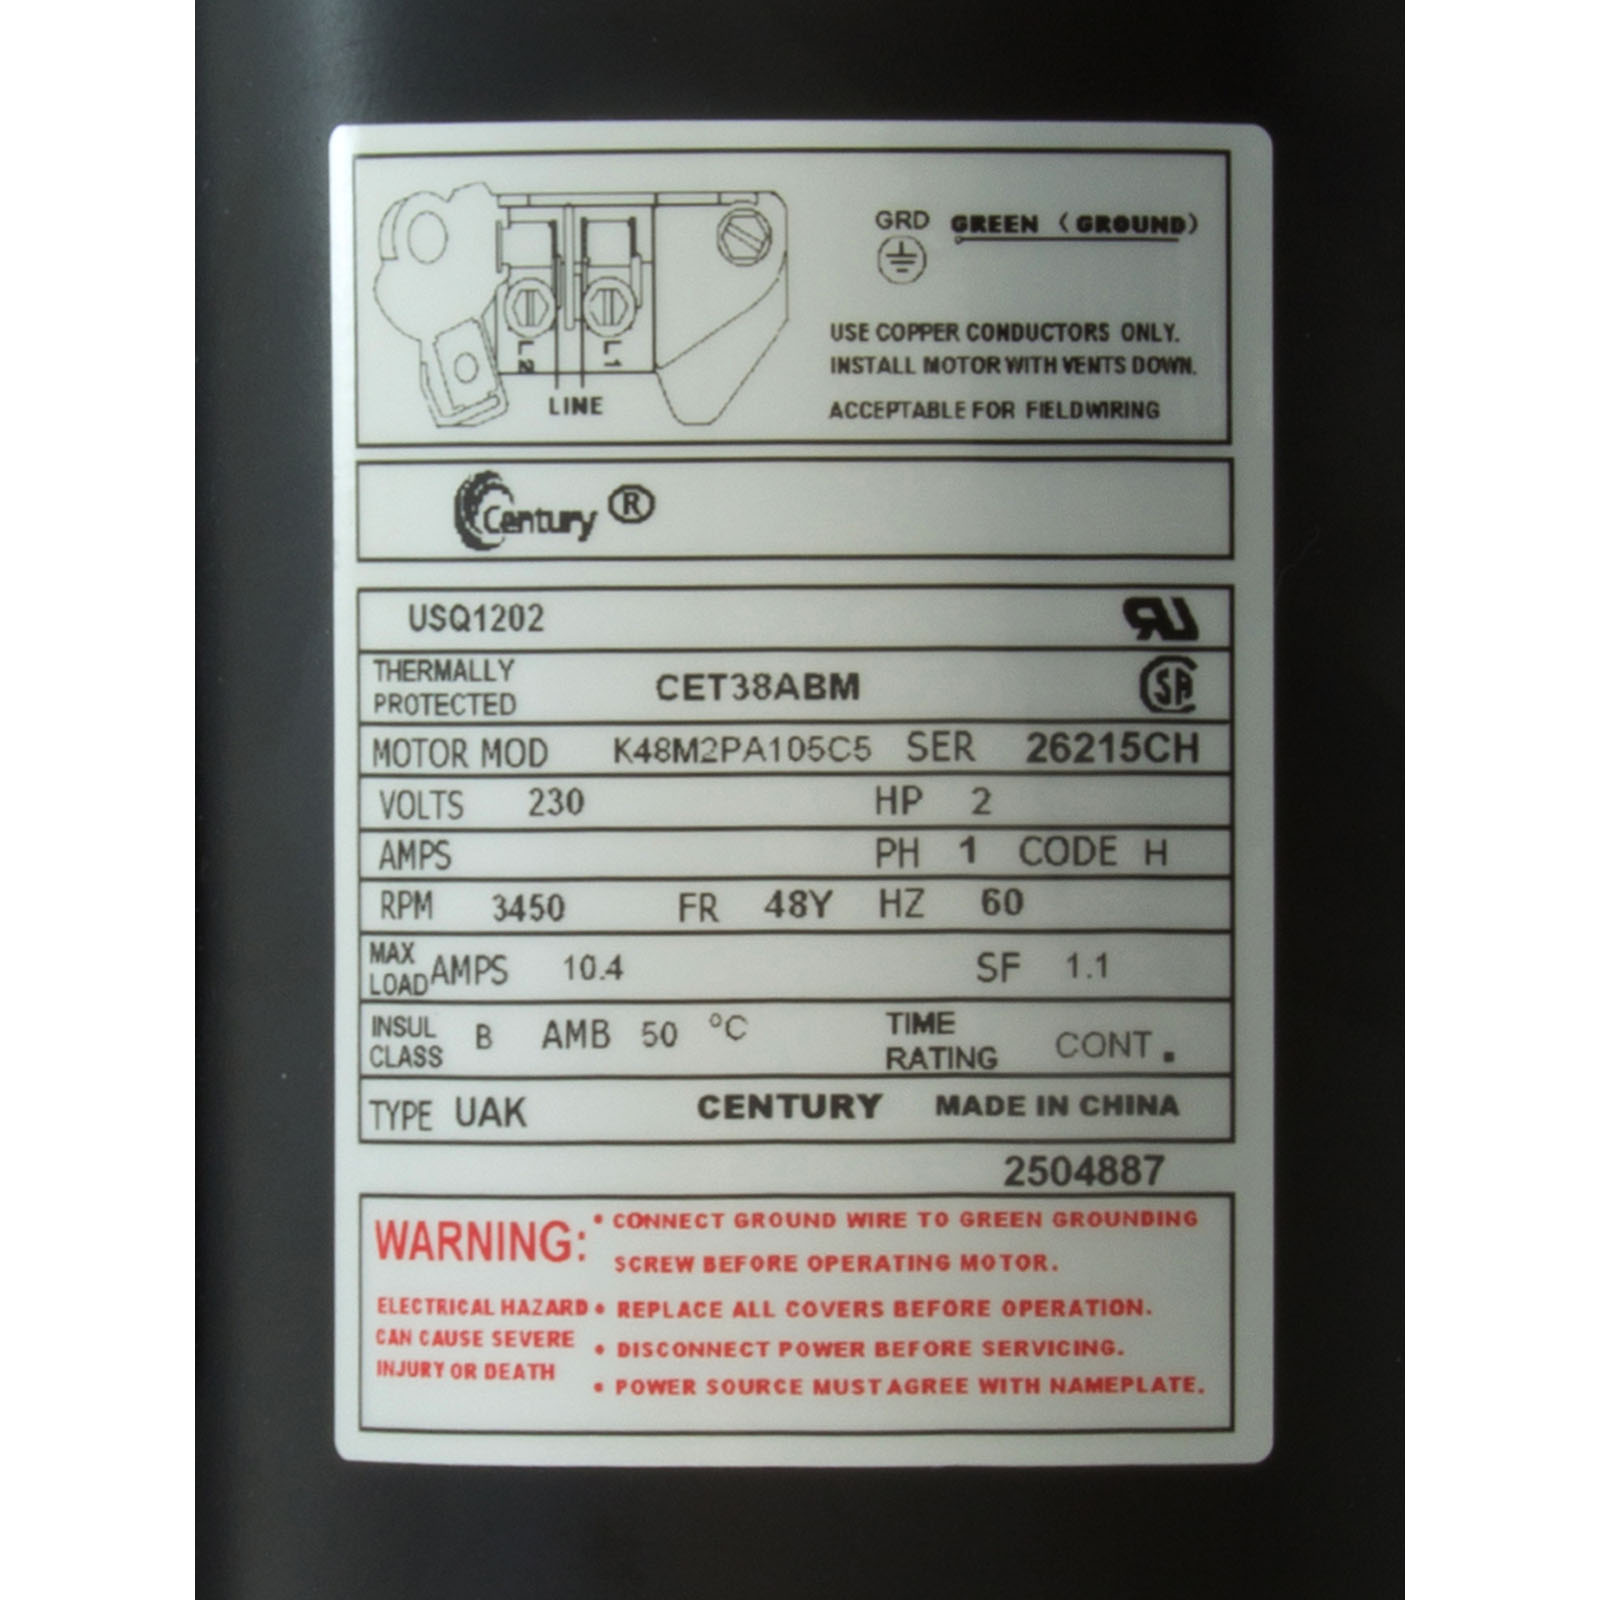 GRD GREEN (GROUND)
USE COPPER CONDUCTORS ONLY.
INSTALL MOTOR WITH VENTS DOWN.
ACCEPTABLE FOR FIELDWIRING
L2 L1
LINE
Century ®
USQ1202 RU
THERMALLY PROTECTED CET38ABM SA
MOTOR MOD K48M2PA105C5 SER 26215CH
VOLTS 230 HP 2
AMPS PH 1 CODE H
RPM 3450 FR 48Y HZ 60
MAX LOAD AMPS 10.4 SF 1.1
INSUL CLASS B AMB 50 °C TIME RATING CONT.
TYPE UAK CENTURY MADE IN CHINA
2504887
WARNING:
ELECTRICAL HAZARD
CAN CAUSE SEVERE
INJURY OR DEATH
• CONNECT GROUND WIRE TO GREEN GROUNDING
SCREW BEFORE OPERATING MOTOR.
• REPLACE ALL COVERS BEFORE OPERATION.
• DISCONNECT POWER BEFORE SERVICING.
• POWER SOURCE MUST AGREE WITH NAMEPLATE.